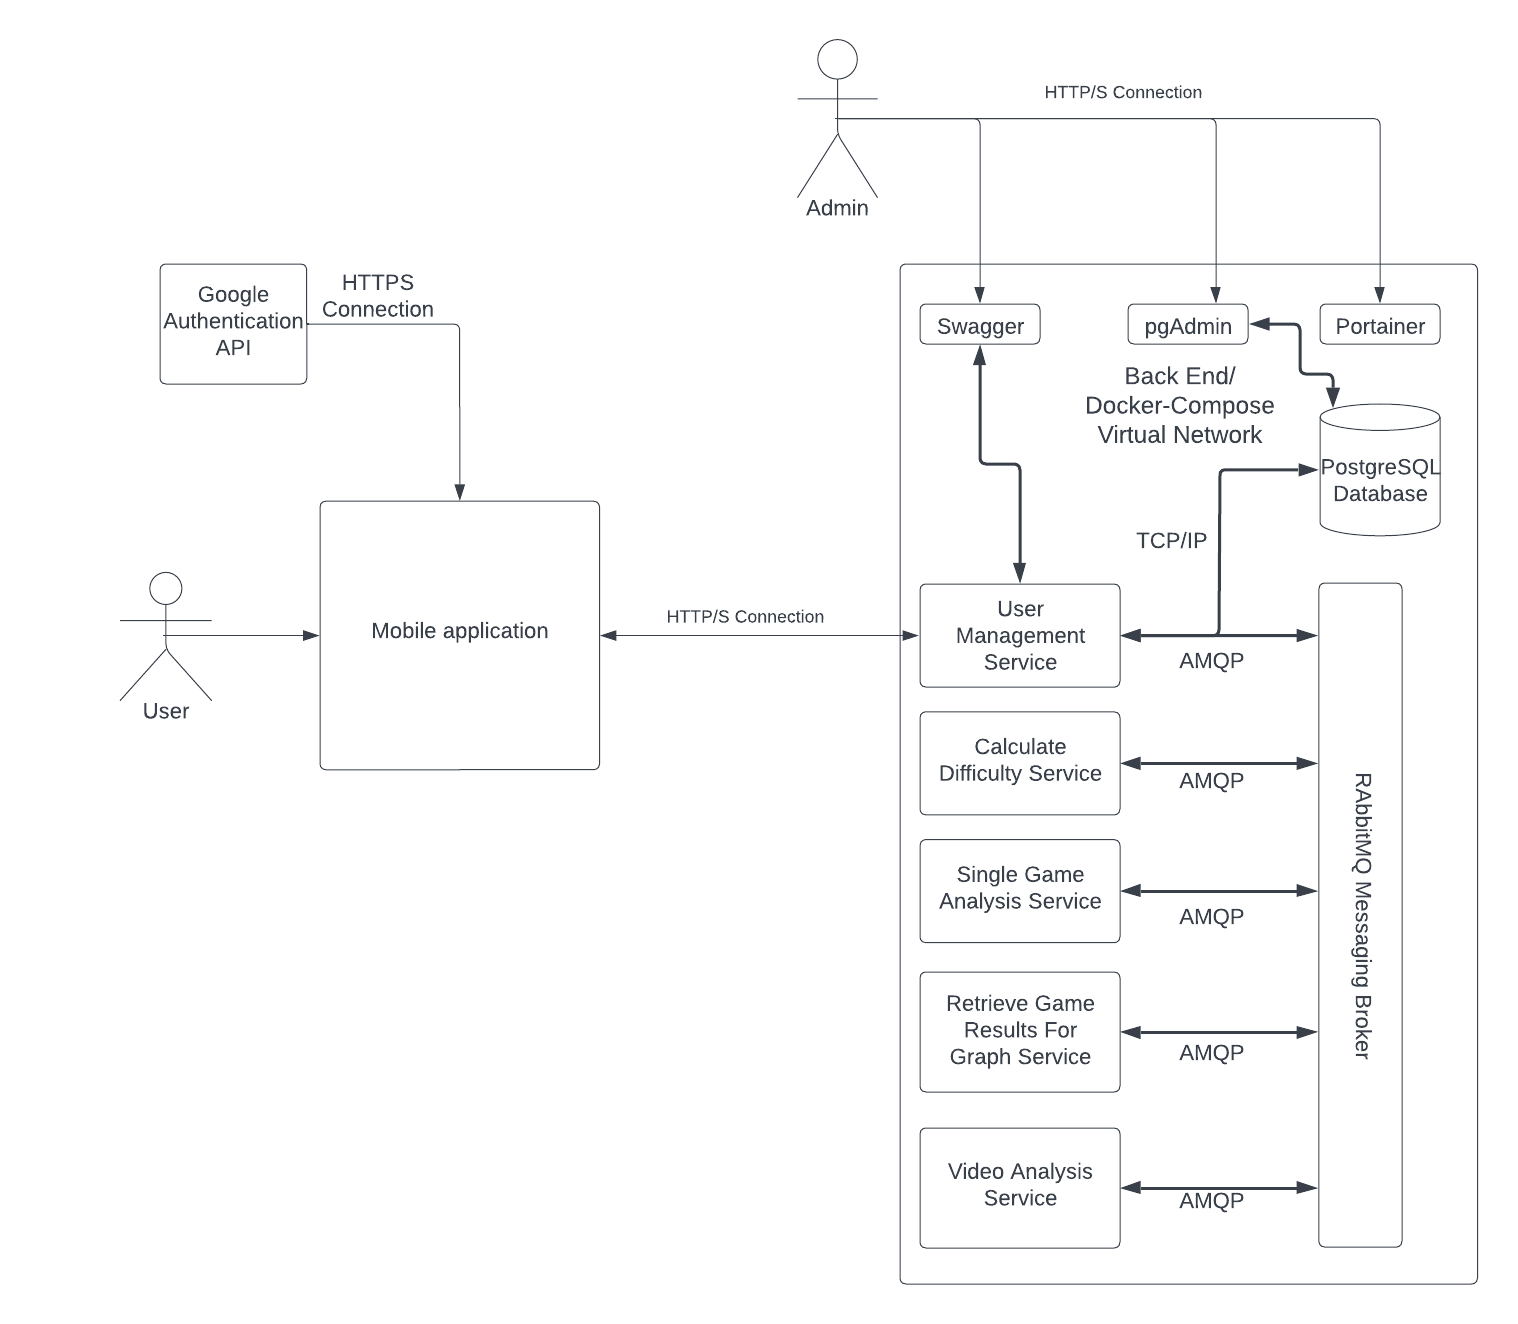 HTTP/S Connection
Admin
Google
Authentication
API
HTTPS
Connection
Swagger
pgAdmin
Portainer
Back End/
Docker-Compose
Virtual Network
PostgreSQL
Database
TCP/IP
User
Mobile application
HTTP/S Connection
User
Management
Service
AMQP
Calculate
Difficulty Service
AMQP
Single Game
Analysis Service
AMQP
Retrieve Game
Results For
Graph Service
AMQP
Video Analysis
Service
AMQP
RAbbitMQ Messaging Broker